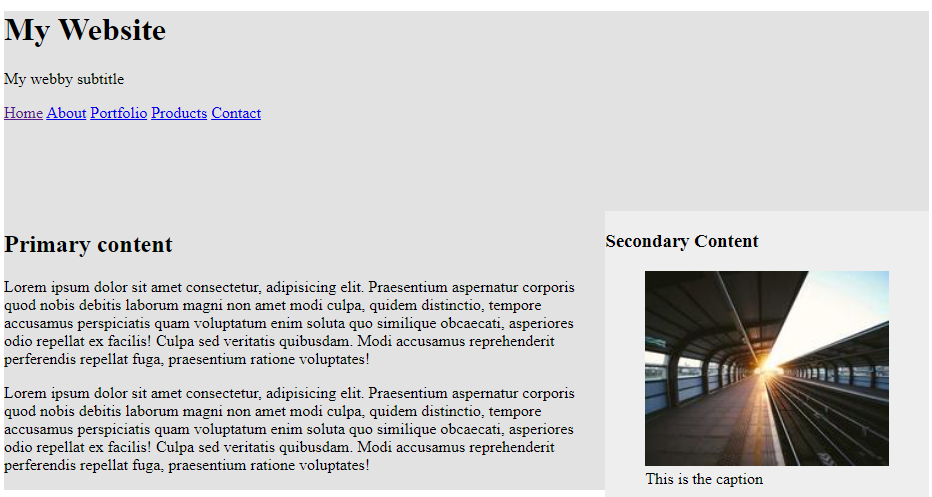 My Website
My webby subtitle
Home About Portfolio Products Contact
Primary content
Lorem ipsum dolor sit amet consectetur, adipisicing elit. Praesentium aspernatur corporis
quod nobis debitis laborum magni non amet modi culpa, quidem distinctio, tempore
accusamus perspiciatis quam voluptatum enim soluta quo similique obcaecati, asperiores
odio repellat ex facilis! Culpa sed veritatis quibusdam. Modi accusamus reprehenderit
perferendis repellat fuga, praesentium ratione voluptates!
Lorem ipsum dolor sit amet consectetur, adipisicing elit. Praesentium aspernatur corporis
quod nobis debitis laborum magni non amet modi culpa, quidem distinctio, tempore
accusamus perspiciatis quam voluptatum enim soluta quo similique obcaecati, asperiores
odio repellat ex facilis! Culpa sed veritatis quibusdam. Modi accusamus reprehenderit
perferendis repellat fuga, praesentium ratione voluptates!
Secondary Content
This is the caption